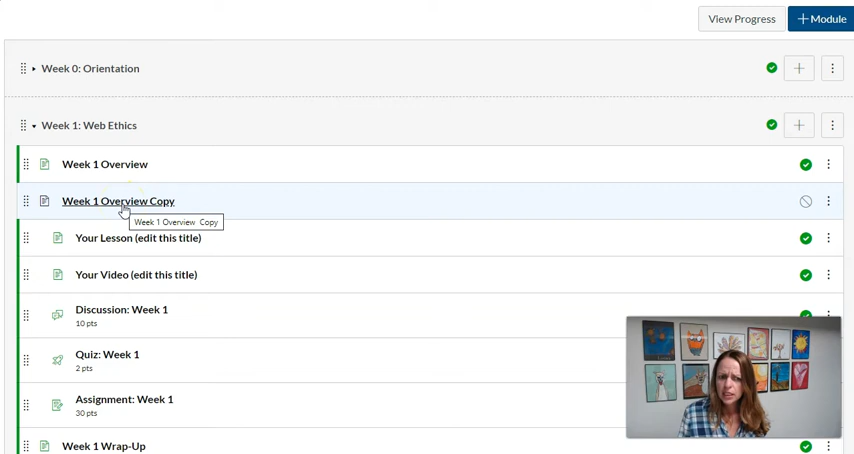 View Progress
+ Module
Week 0: Orientation
Week 1: Web Ethics
Week 1 Overview
Week 1 Overview Copy
Week 1 Overview Copy
Your Lesson (edit this title)
Your Video (edit this title)
Discussion: Week 1
10 pts
Quiz: Week 1
2 pts
Assignment: Week 1
30 pts
Week 1 Wrap-Up